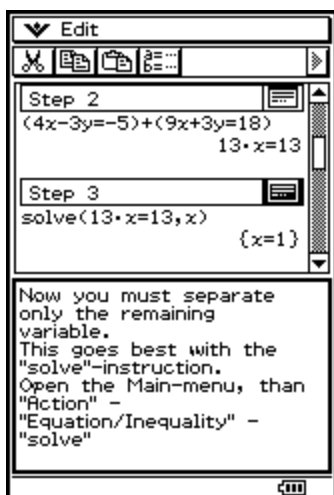 Edit
Step 2
(4x-3y=-5)+(9x+3y=18)
13·x=13
Step 3
solve(13·x=13,x)
{x=1}
Now you must separate
only the remaining
variable.
This goes best with the
"solve"-instruction.
Open the Main-menu, than
"Action" -
"Equation/Inequality" -
"solve"